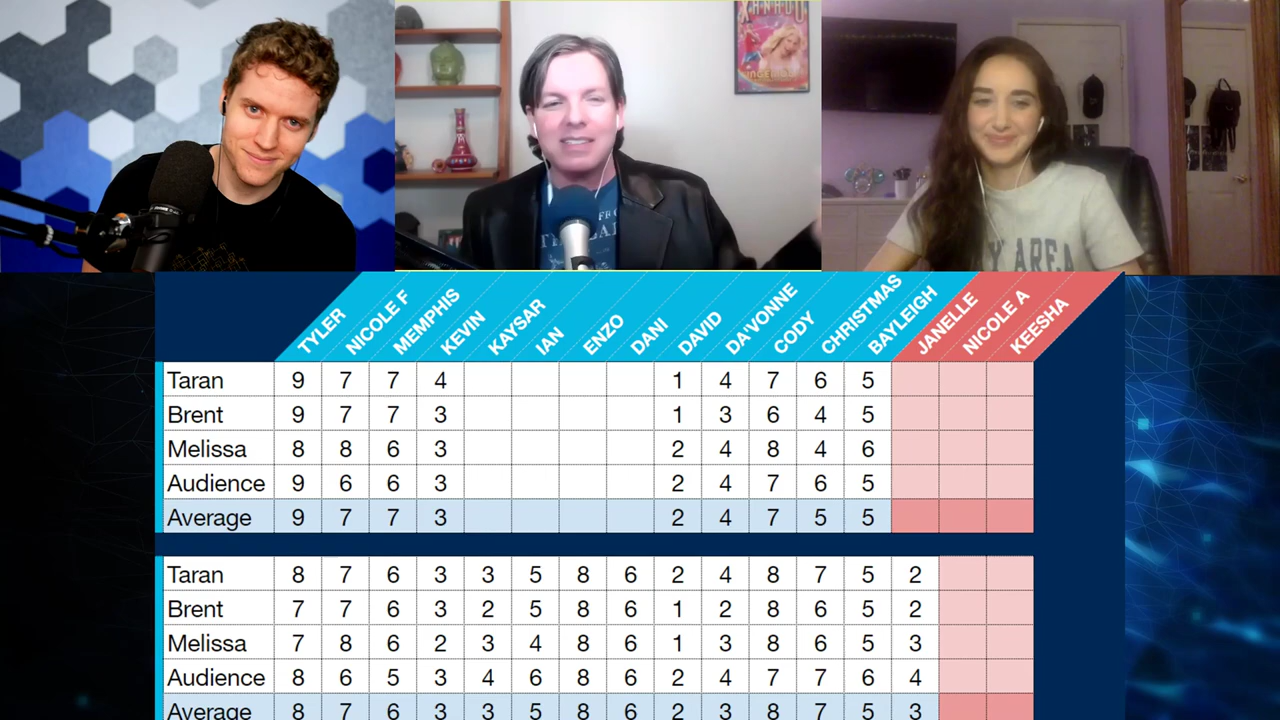 XANADU
Y AREA
TYLER NICOLE F MEMPHIS KEVIN KAYSAR IAN ENZO DANI DAVID DA'VONNE CODY CHRISTMAS BAYLEIGH JANELLE NICOLE A KEESHA
Taran 9 7 7 4 1 4 7 6 5
Brent 9 7 7 3 1 3 6 4 5
Melissa 8 8 6 3 2 4 8 4 6
Audience 9 6 6 3 2 4 7 6 5
Average 9 7 7 3 2 4 7 5 5
Taran 8 7 6 3 3 5 8 6 2 4 8 7 5 2
Brent 7 7 6 3 2 5 8 6 1 2 8 6 5 2
Melissa 7 8 6 2 3 4 8 6 1 3 8 6 5 3
Audience 8 6 5 3 4 6 8 6 2 4 7 7 6 4
Average 8 7 6 3 3 5 8 6 2 3 8 7 5 3